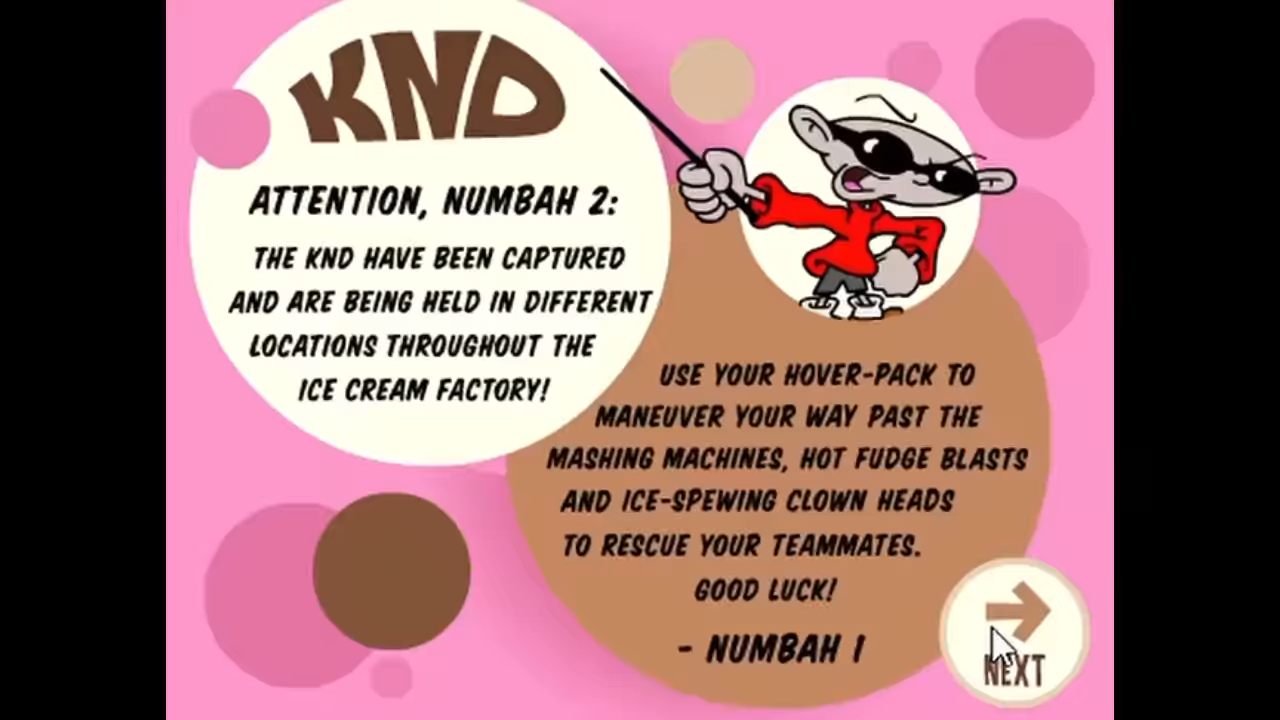 KND
ATTENTION, NUMBAH 2:
THE KND HAVE BEEN CAPTURED
AND ARE BEING HELD IN DIFFERENT
LOCATIONS THROUGHOUT THE
ICE CREAM FACTORY!
USE YOUR HOVER-PACK TO
MANEUVER YOUR WAY PAST THE
MASHING MACHINES, HOT FUDGE BLASTS
AND ICE-SPEWING CLOWN HEADS
TO RESCUE YOUR TEAMMATES.
GOOD LUCK!
- NUMBAH 1
NEXT